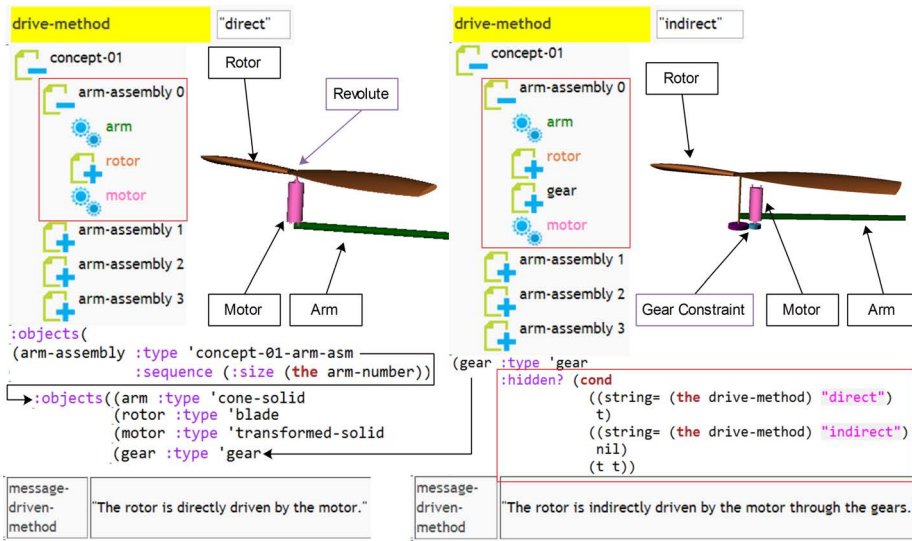 drive-method
"direct"
concept-01
arm-assembly 0
arm
rotor
motor
arm-assembly 1
arm-assembly 2
arm-assembly 3
Rotor
Revolute
Motor
Arm
:objects(
(arm-assembly :type 'concept-01-arm-asm
:sequence (:size (the arm-number))
:objects((arm :type 'cone-solid
(rotor :type 'blade
(motor :type 'transformed-solid
(gear :type 'gear
message-
driven-
method
"The rotor is directly driven by the motor."
drive-method
"indirect"
concept-01
arm-assembly 0
arm
rotor
gear
motor
arm-assembly 1
arm-assembly 2
arm-assembly 3
Rotor
Gear Constraint
Motor
Arm
(gear :type 'gear
:hidden? (cond
((string= (the drive-method) "direct")
t)
((string= (the drive-method) "indirect")
nil)
(t t))
message-
driven-
method
"The rotor is indirectly driven by the motor through the gears.